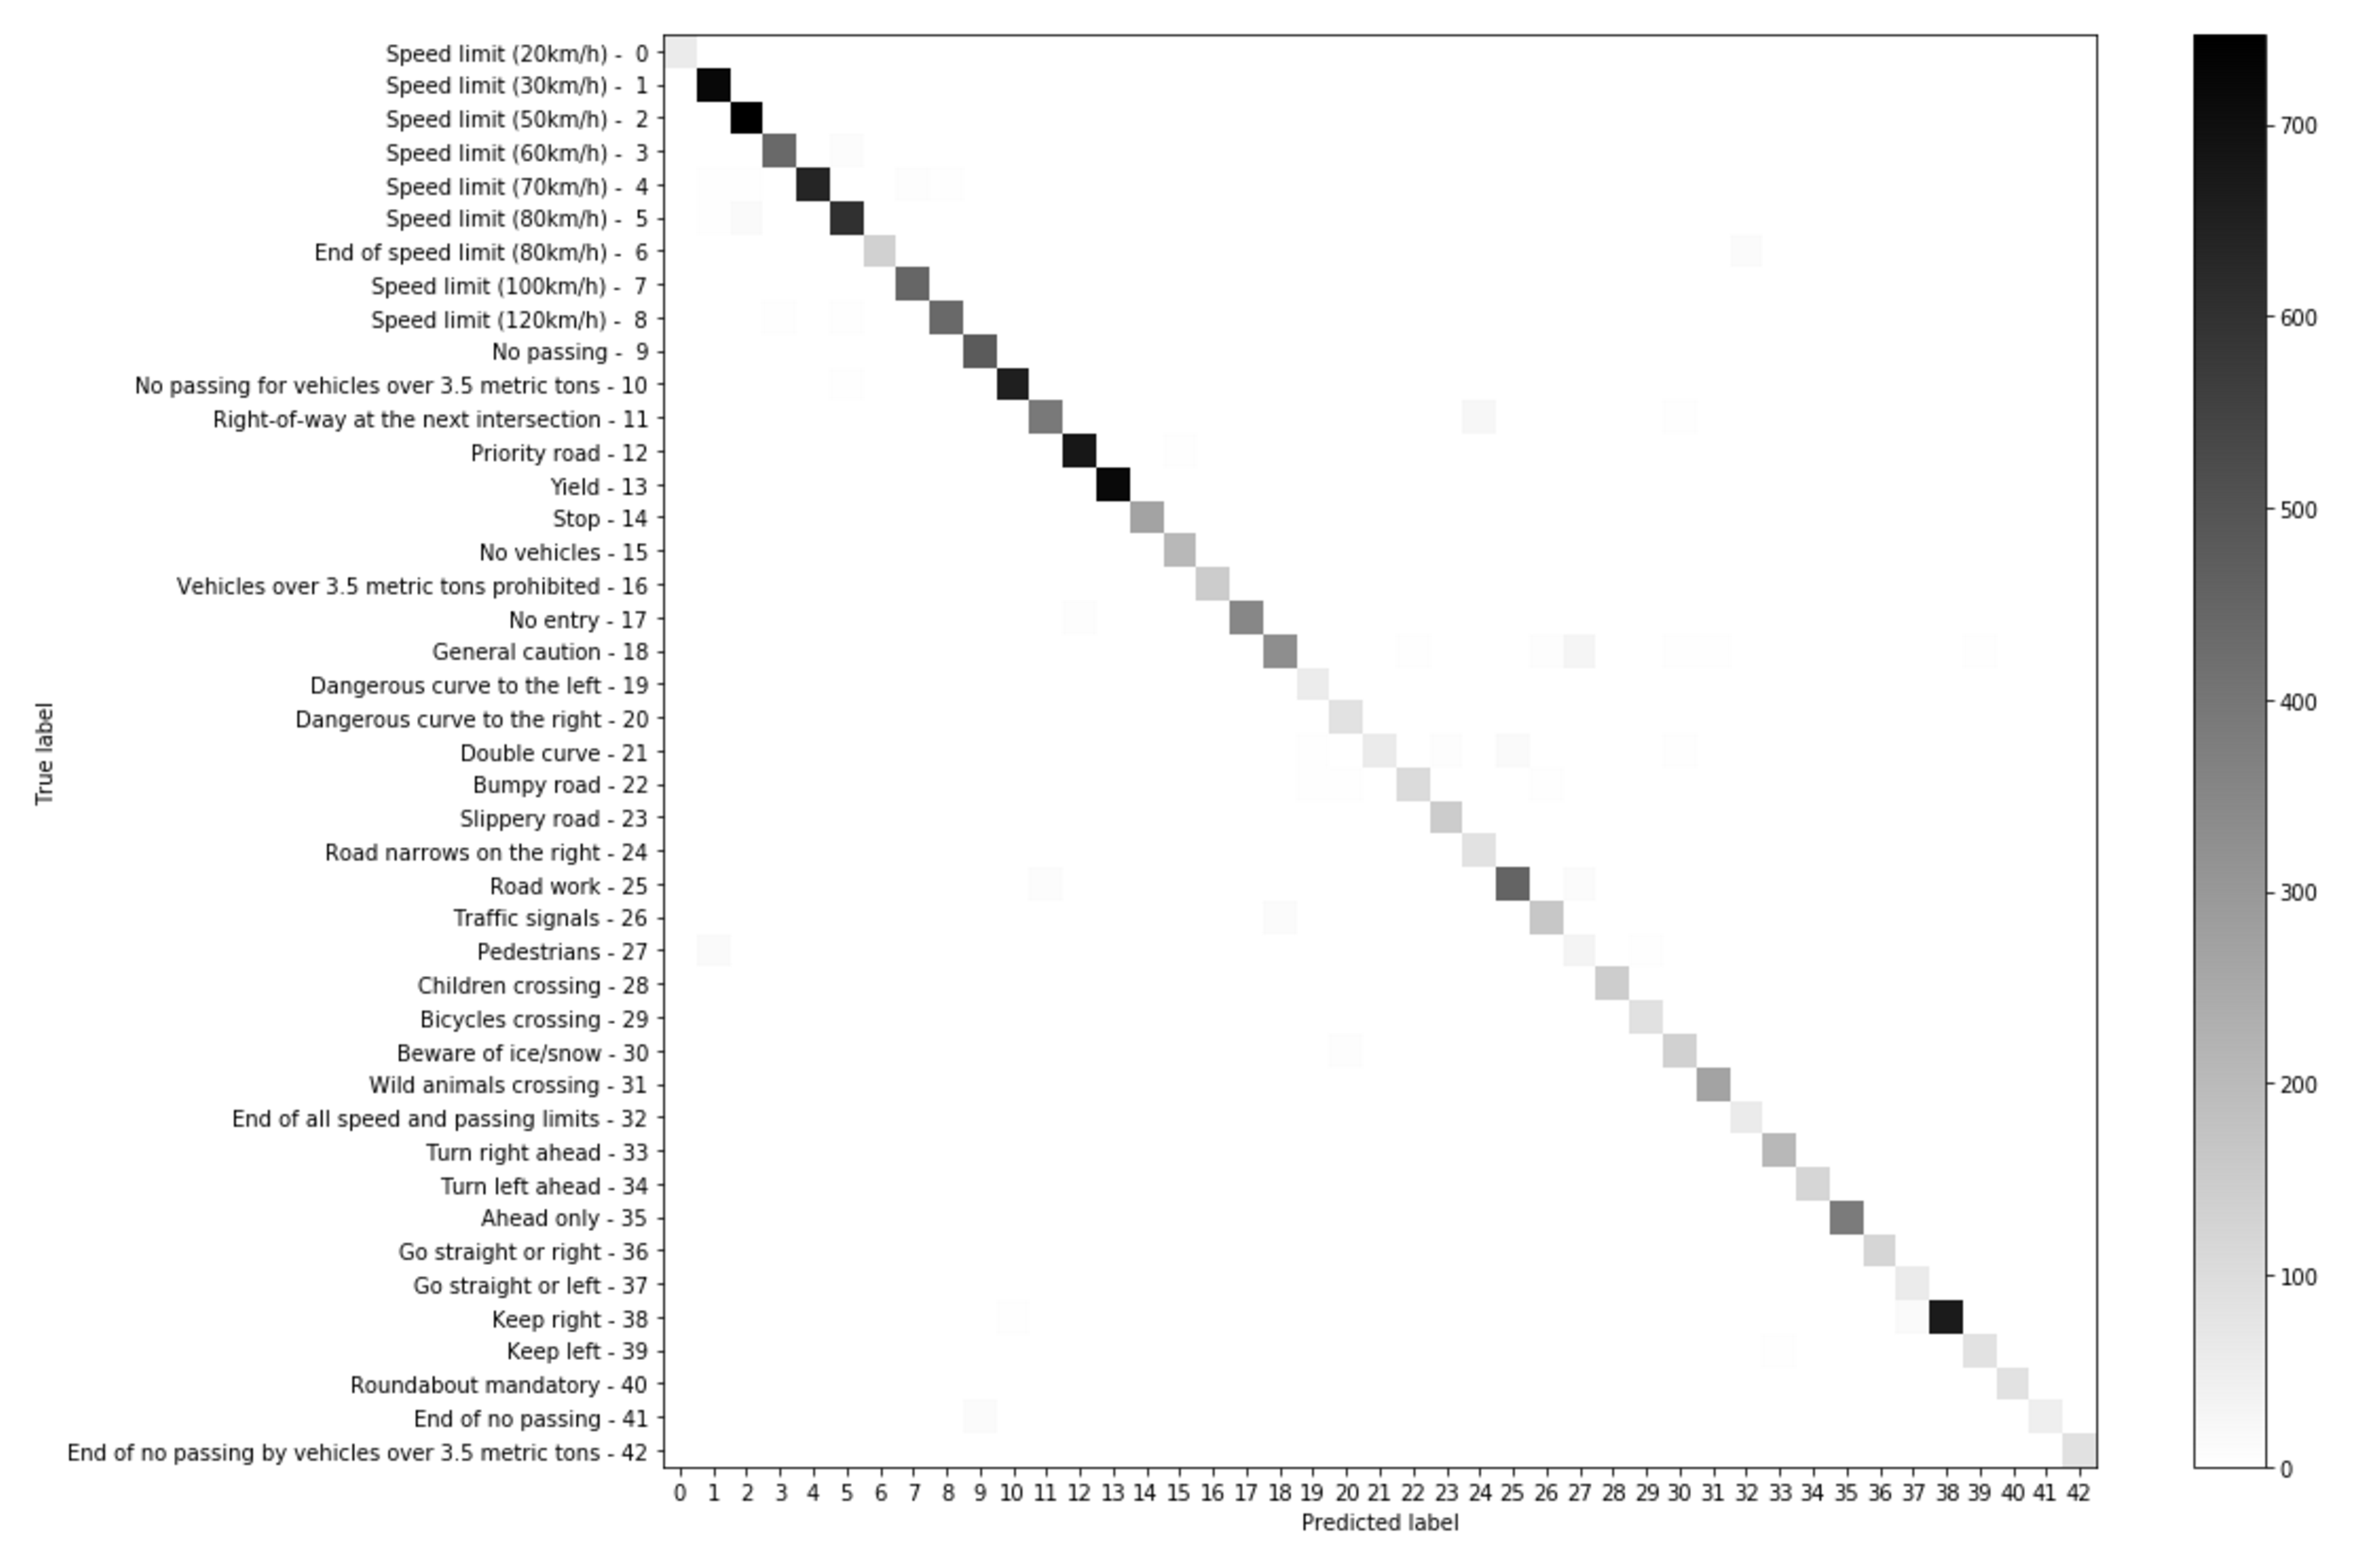 Speed limit (20km/h) -  0
Speed limit (30km/h) -  1
Speed limit (50km/h) -  2
Speed limit (60km/h) -  3
Speed limit (70km/h) -  4
Speed limit (80km/h) -  5
End of speed limit (80km/h) -  6
Speed limit (100km/h) -  7
Speed limit (120km/h) -  8
No passing -  9
No passing for vehicles over 3.5 metric tons - 10
Right-of-way at the next intersection - 11
Priority road - 12
Yield - 13
Stop - 14
No vehicles - 15
Vehicles over 3.5 metric tons prohibited - 16
No entry - 17
General caution - 18
Dangerous curve to the left - 19
Dangerous curve to the right - 20
Double curve - 21
Bumpy road - 22
Slippery road - 23
Road narrows on the right - 24
Road work - 25
Traffic signals - 26
Pedestrians - 27
Children crossing - 28
Bicycles crossing - 29
Beware of ice/snow - 30
Wild animals crossing - 31
End of all speed and passing limits - 32
Turn right ahead - 33
Turn left ahead - 34
Ahead only - 35
Go straight or right - 36
Go straight or left - 37
Keep right - 38
Keep left - 39
Roundabout mandatory - 40
End of no passing - 41
End of no passing by vehicles over 3.5 metric tons - 42
True label
0 1 2 3 4 5 6 7 8 9 10 11 12 13 14 15 16 17 18 19 20 21 22 23 24 25 26 27 28 29 30 31 32 33 34 35 36 37 38 39 40 41 42
Predicted label
700
600
500
400
300
200
100
0